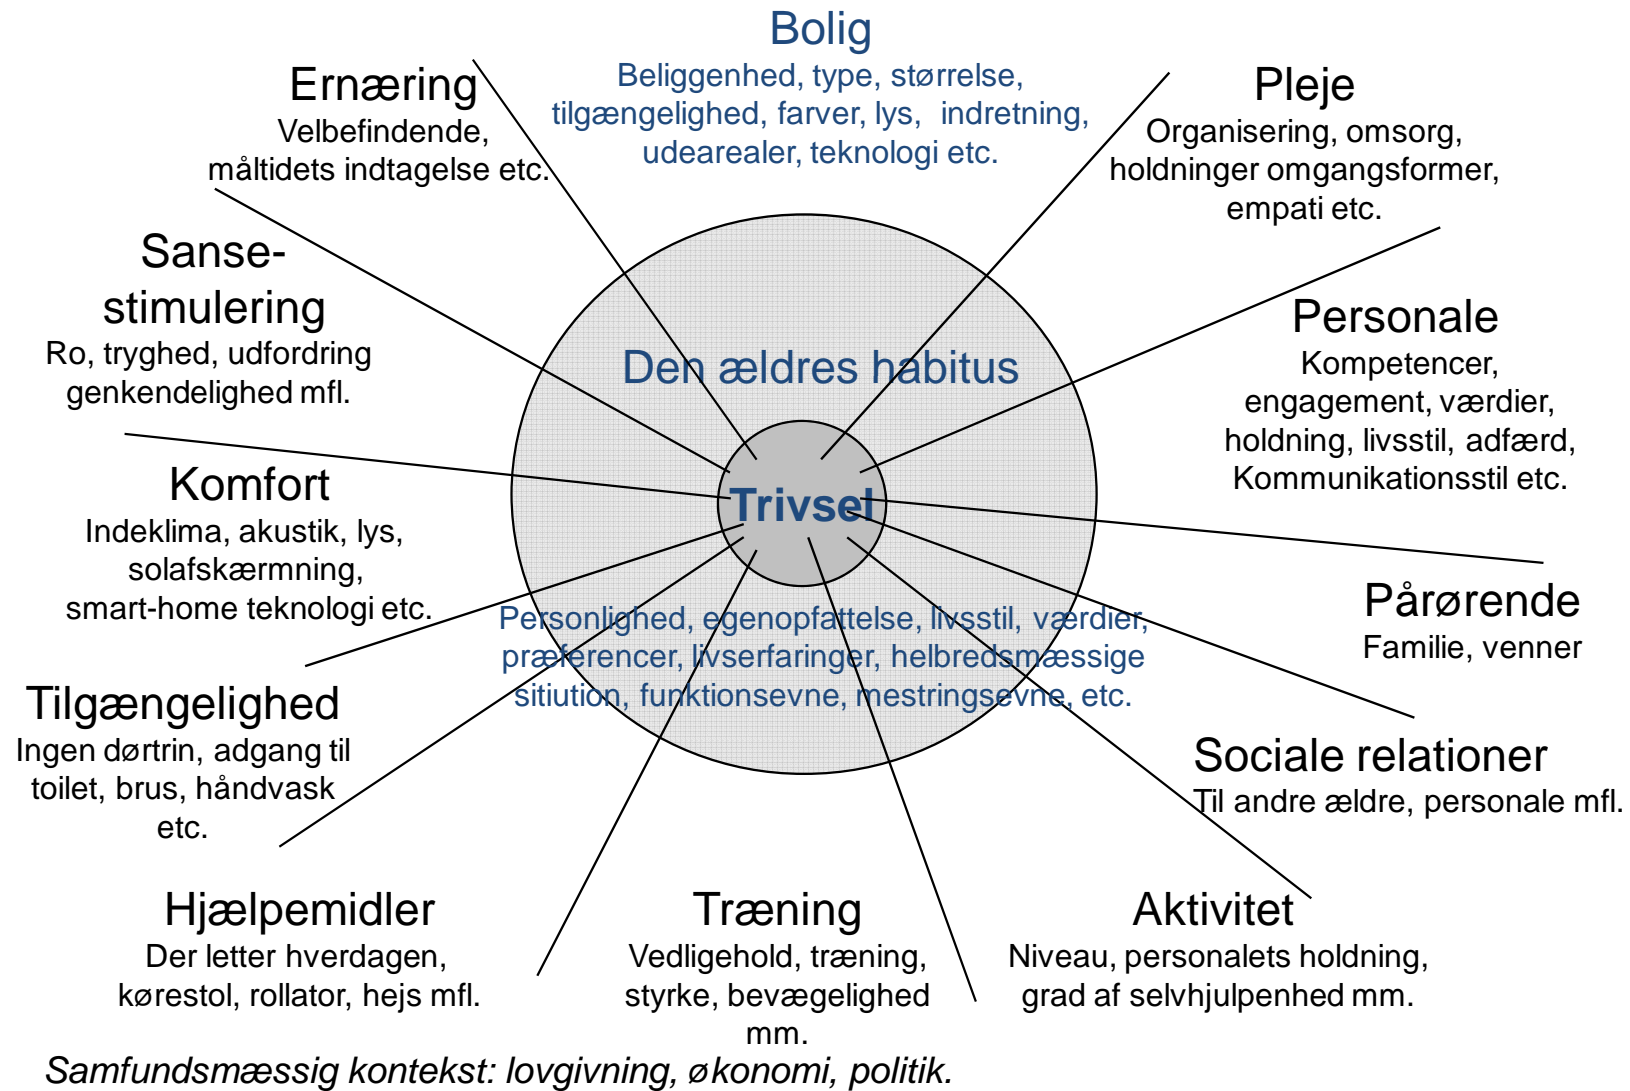 Bolig
Beliggenhed, type, størrelse,
tilgængelighed, farver, lys, indretning,
udearealer, teknologi etc.
Ernæring
Velbefindende,
måltidets indtagelse etc.
Pleje
Organisering, omsorg,
holdninger omgangsformer,
empati etc.
Sanse-
stimulering
Ro, tryghed, udfordring
genkendelighed mfl.
Personale
Kompetencer,
engagement, værdier,
holdning, livsstil, adfærd,
Kommunikationsstil etc.
Den ældres habitus
Trivsel
Personlighed, egenopfattelse, livsstil, værdier,
præferencer, livserfaringer, helbredsmæssige
sitiution, funktionsevne, mestringsevne, etc.
Komfort
Indeklima, akustik, lys,
solafskærmning,
smart-home teknologi etc.
Pårørende
Familie, venner
Tilgængelighed
Ingen dørtrin, adgang til
toilet, brus, håndvask
etc.
Sociale relationer
Til andre ældre, personale mfl.
Hjælpemidler
Der letter hverdagen,
kørestol, rollator, hejs mfl.
Træning
Vedligehold, træning,
styrke, bevægelighed
mm.
Aktivitet
Niveau, personalets holdning,
grad af selvhjulpenhed mm.
Samfundsmæssig kontekst: lovgivning, økonomi, politik.